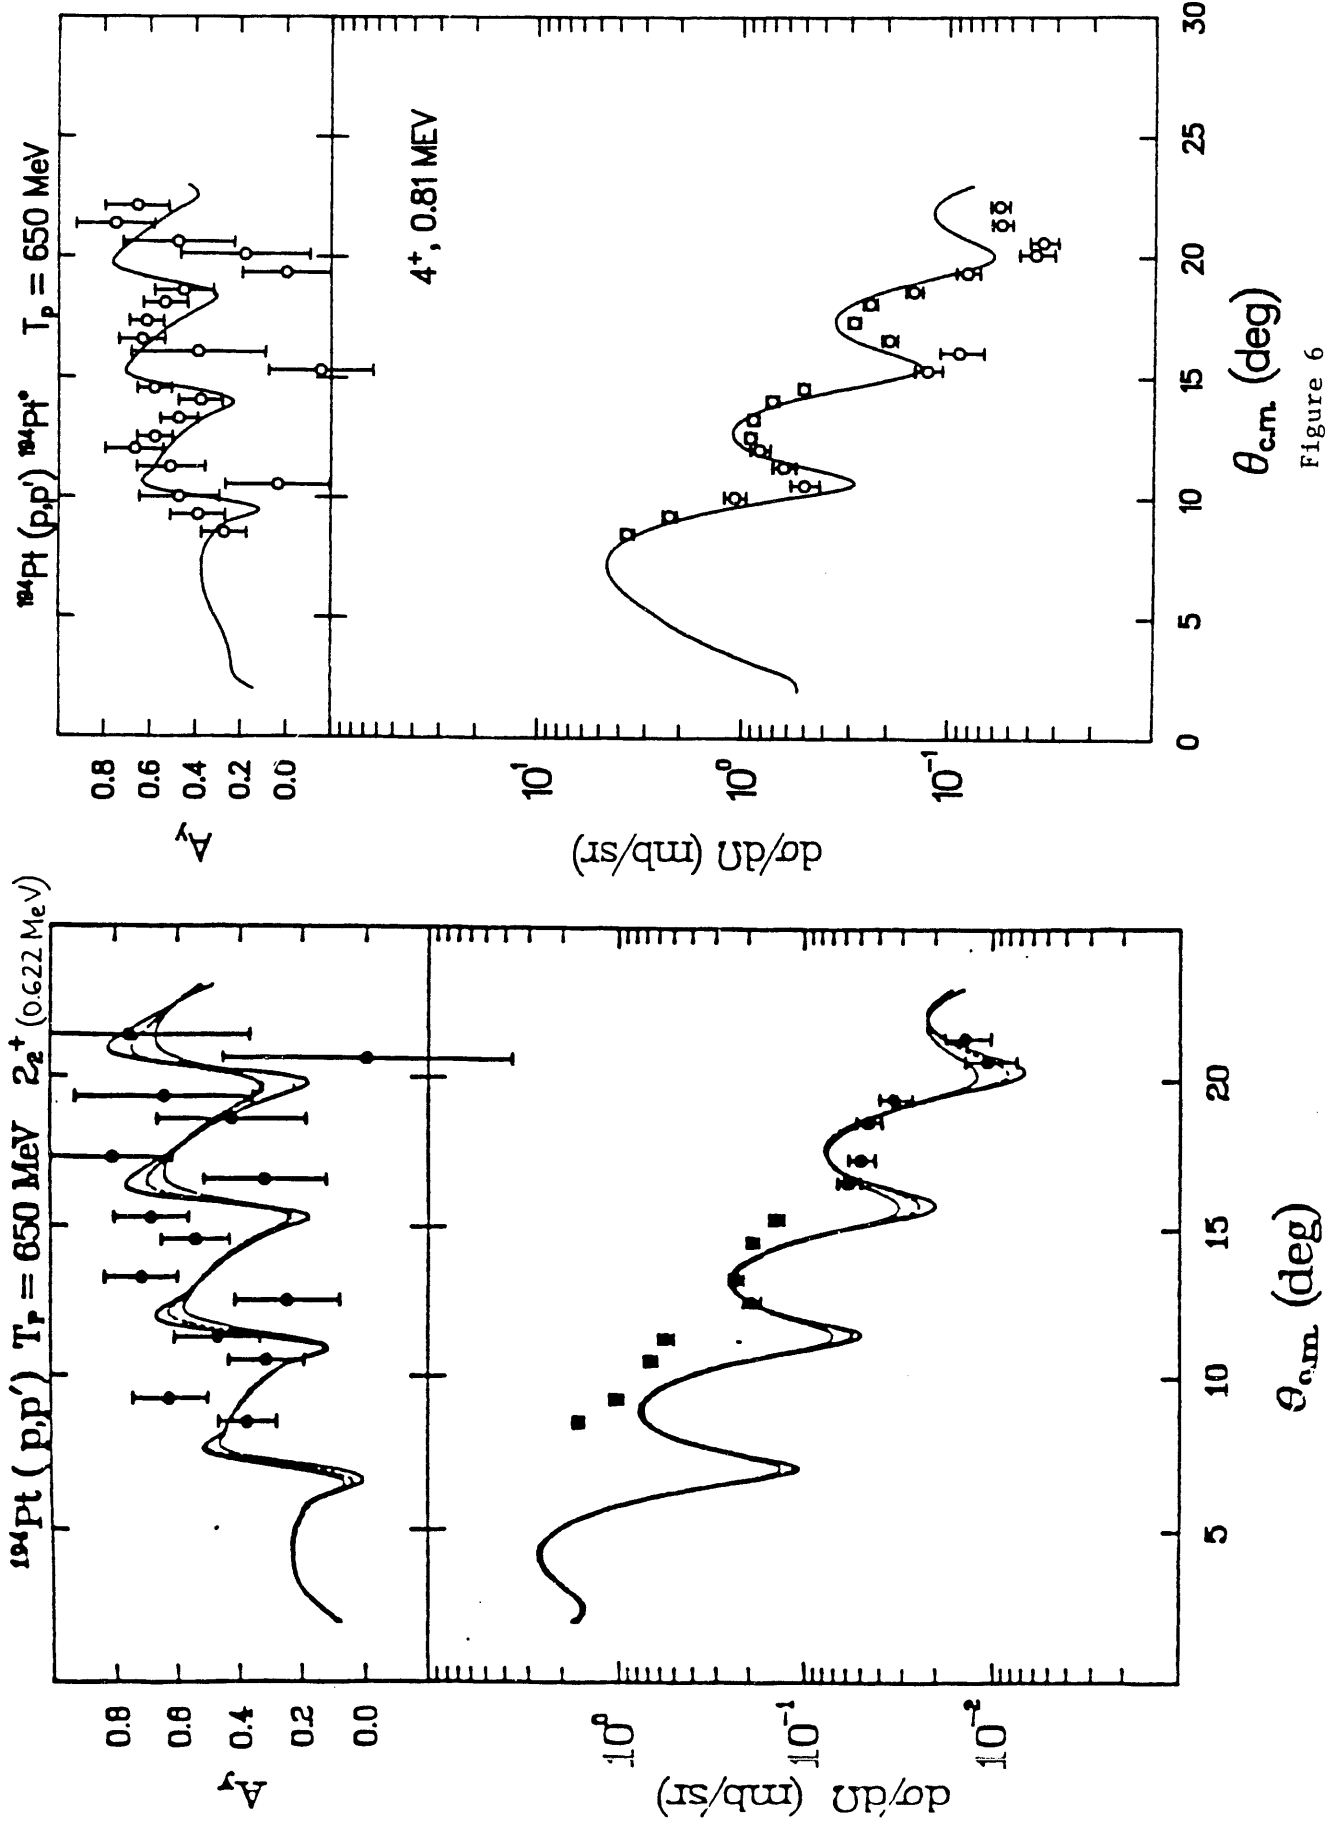 ¹⁹⁴Pt ( p,p′ ) Tₚ = 650 MeV 2₂⁺ (0.622 MeV)
A_y
0.8
0.6
0.4
0.2
0.0
dσ/dΩ (mb/sr)
10⁰
10⁻¹
10⁻²
5
10
15
20
θ_c.m. (deg)
¹⁹⁴Pt (p,p′) ¹⁹⁴Pt* Tₚ = 650 MeV
A_y
0.8
0.6
0.4
0.2
0.0
4⁺, 0.81 MEV
dσ/dΩ (mb/sr)
10¹
10⁰
10⁻¹
0
5
10
15
20
25
30
θ_c.m. (deg)
Figure 6